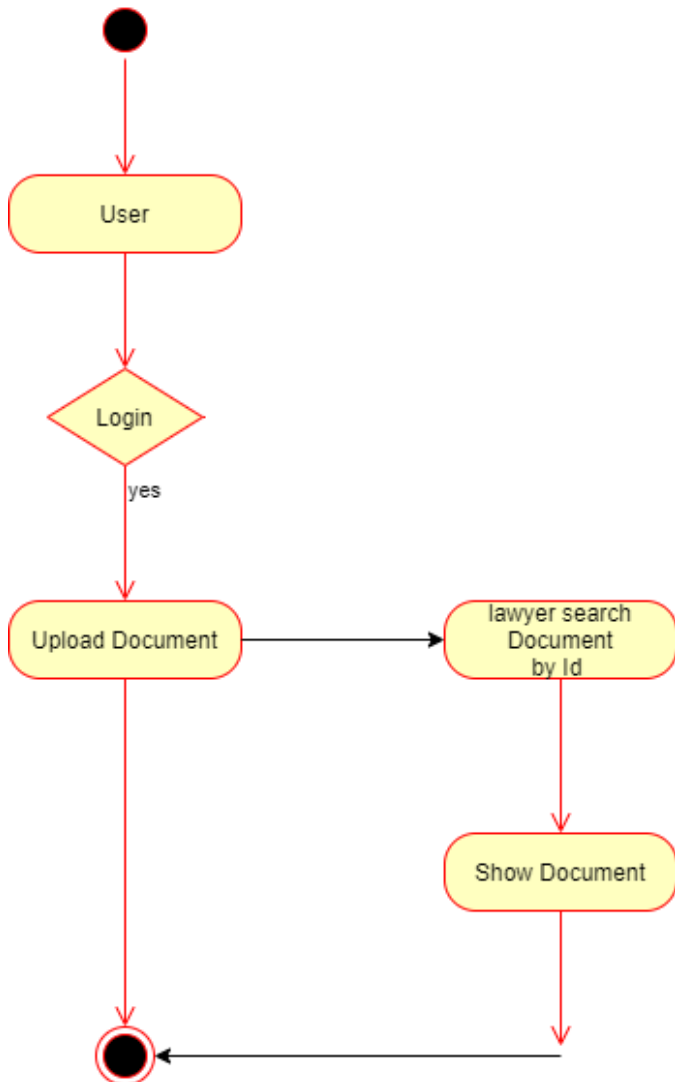 User
Login
yes
Upload Document
lawyer search
Document
by Id
Show Document